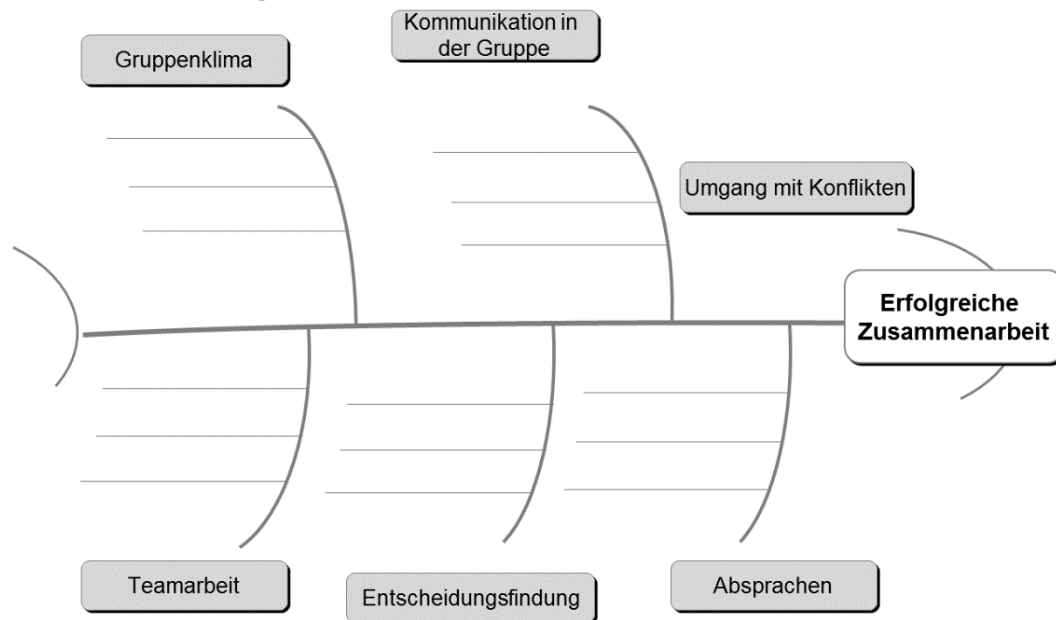 Kommunikation in
der Gruppe
Gruppenklima
Umgang mit Konflikten
Erfolgreiche
Zusammenarbeit
Teamarbeit
Entscheidungsfindung
Absprachen